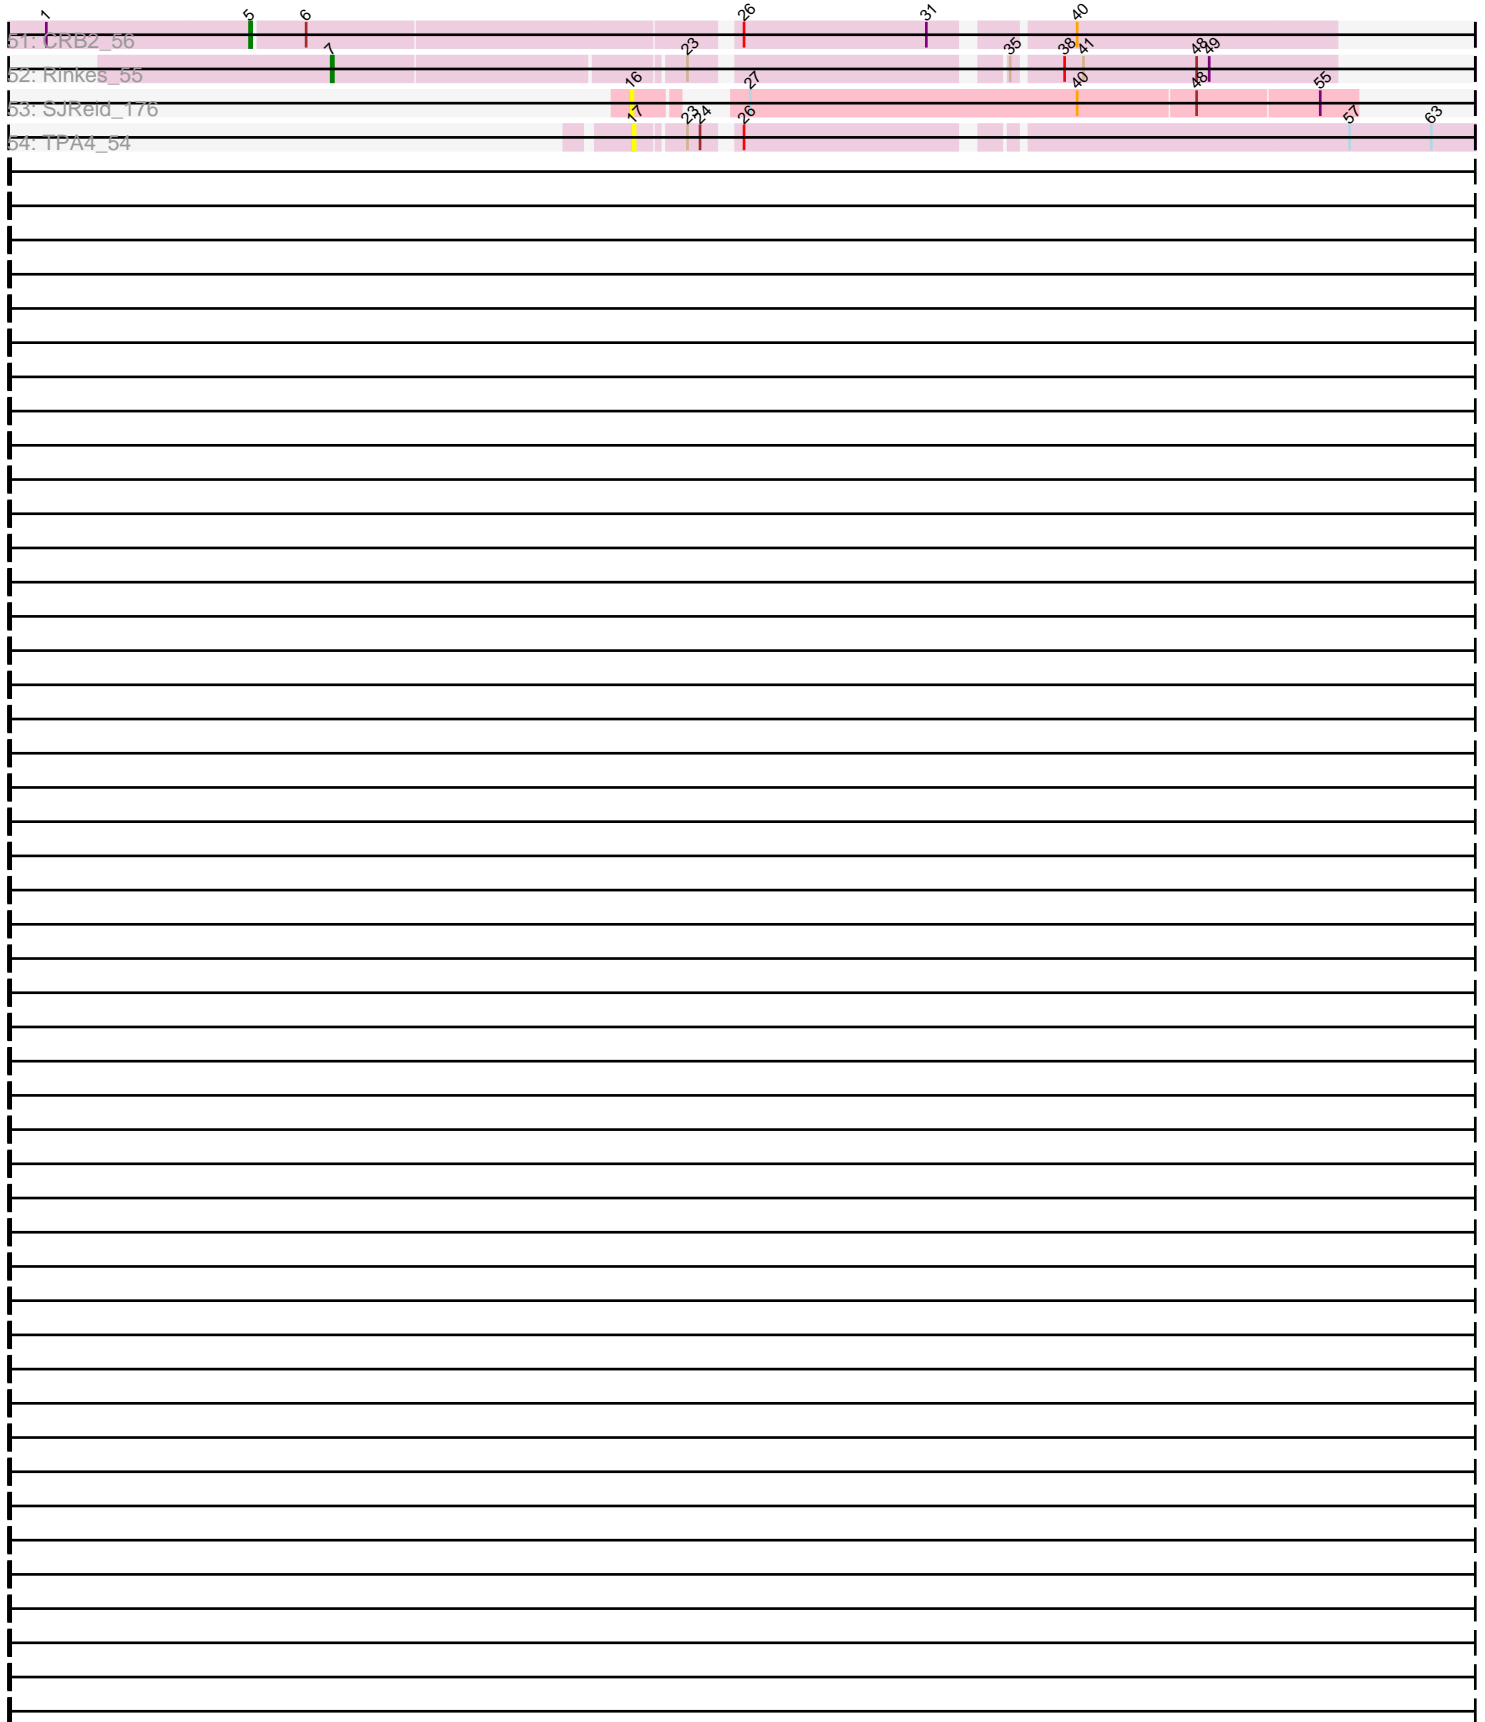 1 5 6 26 31 40
51: CRB2_56
7 23 35 38 41 48 49
52: Rinkes_55
16 27 40 48 55
53: SJReid_176
17 23 24 26 57 63
54: TPA4_54